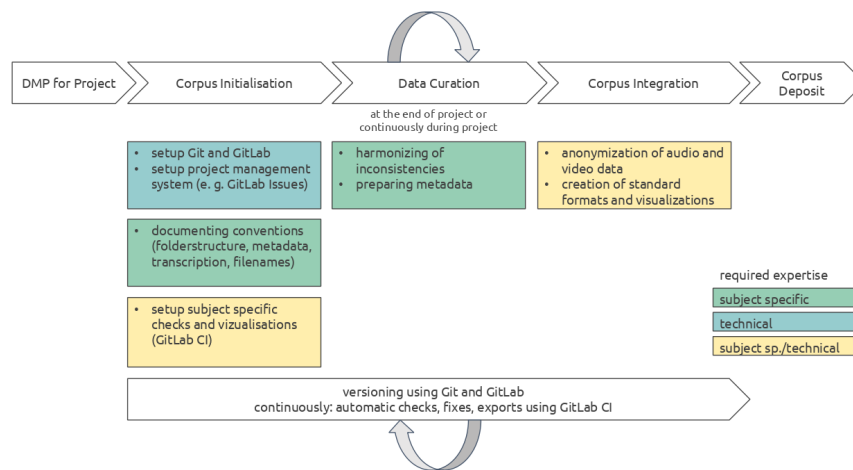 DMP for Project
Corpus Initialisation
Data Curation
Corpus Integration
Corpus
Deposit
at the end of project or
continuously during project
• setup Git and GitLab
• setup project management
system (e. g. GitLab Issues)
• harmonizing of
inconsistencies
• preparing metadata
• anonymization of audio and
video data
• creation of standard
formats and visualizations
• documenting conventions
(folderstructure, metadata,
transcription, filenames)
• setup subject specific
checks and vizualisations
(GitLab CI)
required expertise
subject specific
technical
subject sp./technical
versioning using Git and GitLab
continuously: automatic checks, fixes, exports using GitLab CI